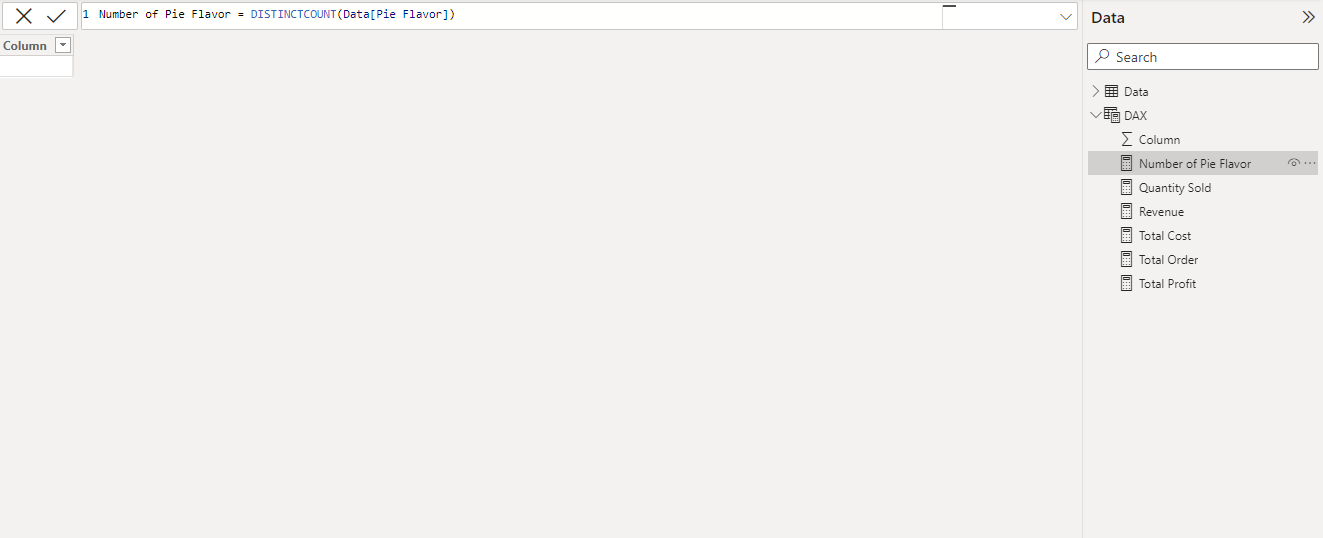 1 Number of Pie Flavor = DISTINCTCOUNT(Data[Pie Flavor])
Column
Data
Search
Data
DAX
Column
Number of Pie Flavor
Quantity Sold
Revenue
Total Cost
Total Order
Total Profit